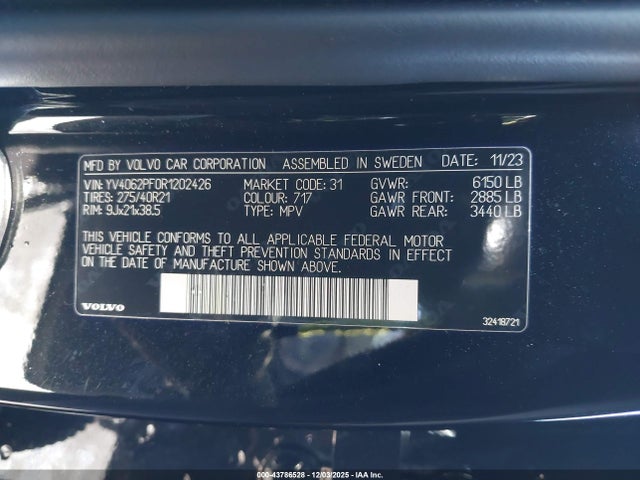 MFD BY VOLVO CAR CORPORATION ASSEMBLED IN SWEDEN DATE: 11/23
VIN: YV4062PF0R1202426 MARKET CODE: 31 GVWR: 6150 LB
TIRES: 275/40R21 COLOUR: 717 GAWR FRONT: 2885 LB
RIM: 9Jx21x38.5 TYPE: MPV GAWR REAR: 3440 LB
THIS VEHICLE CONFORMS TO ALL APPLICABLE FEDERAL MOTOR
VEHICLE SAFETY AND THEFT PREVENTION STANDARDS IN EFFECT
ON THE DATE OF MANUFACTURE SHOWN ABOVE.
VOLVO
32418721
000-43786528 - 12/03/2025 - IAA Inc.